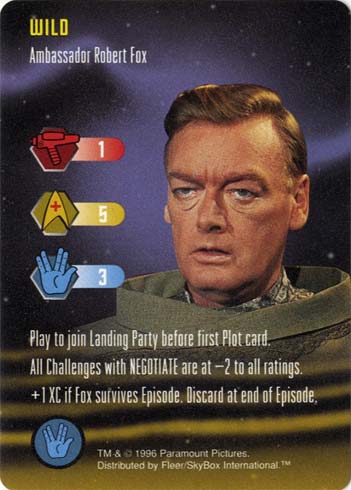 WILD
Ambassador Robert Fox
1
5
3
Play to join Landing Party before first Plot card.
All Challenges with NEGOTIATE are at −2 to all ratings.
+1 XC if Fox survives Episode. Discard at end of Episode.
TM & © 1996 Paramount Pictures.
Distributed by Fleer/SkyBox International.™